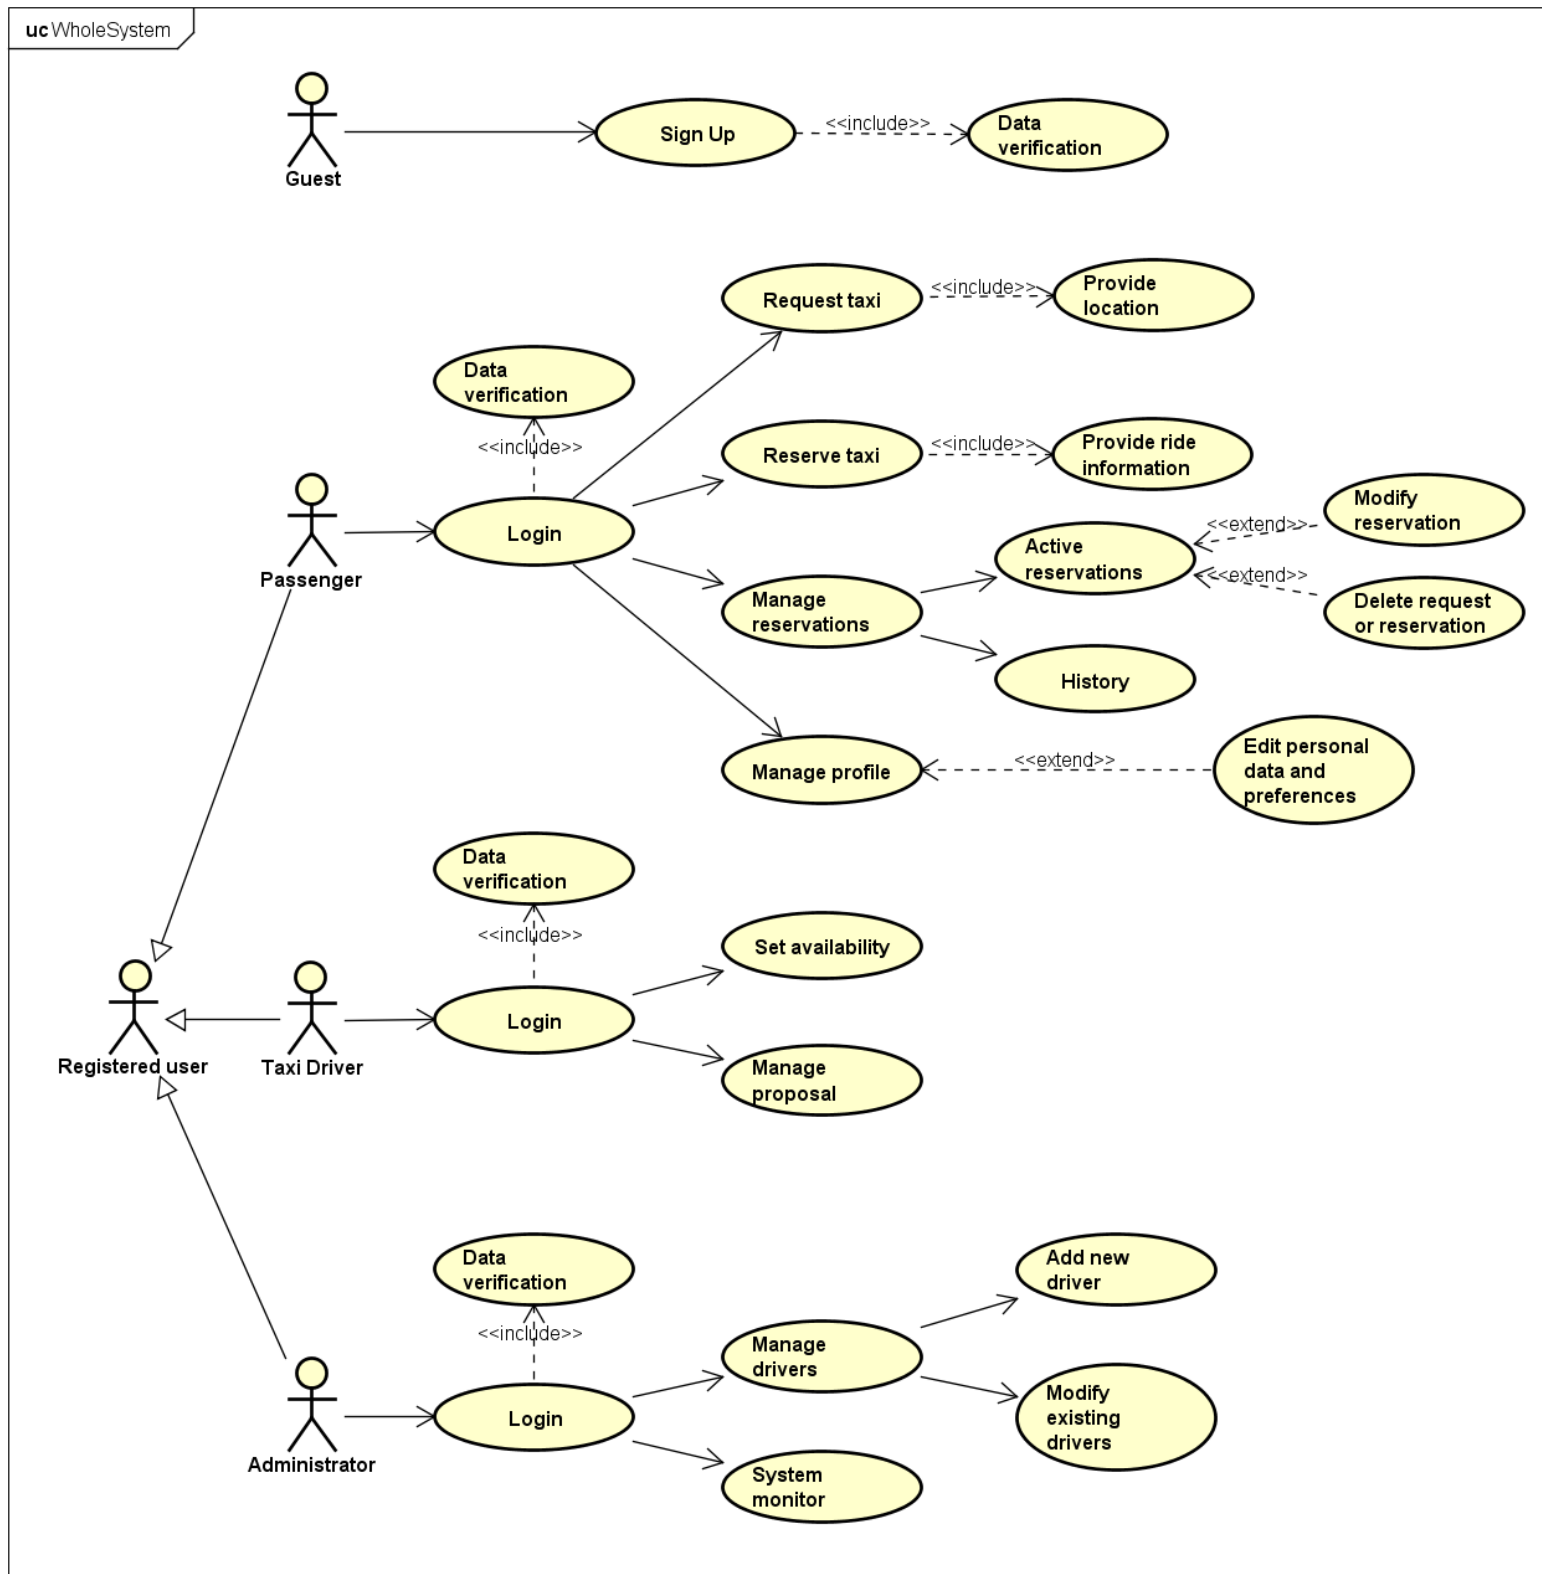 uc WholeSystem
Guest
Sign Up
<<include>>
Data
verification
Request taxi
<<include>>
Provide
location
Data
verification
<<include>>
Reserve taxi
<<include>>
Provide ride
information
Passenger
Login
Manage
reservations
Active
reservations
<<extend>>
Modify
reservation
<<extend>>
Delete request
or reservation
History
Manage profile
<<extend>>
Edit personal
data and
preferences
Data
verification
<<include>>
Set availability
Registered user
Taxi Driver
Login
Manage
proposal
Data
verification
<<include>>
Manage
drivers
Add new
driver
Modify
existing
drivers
Administrator
Login
System
monitor